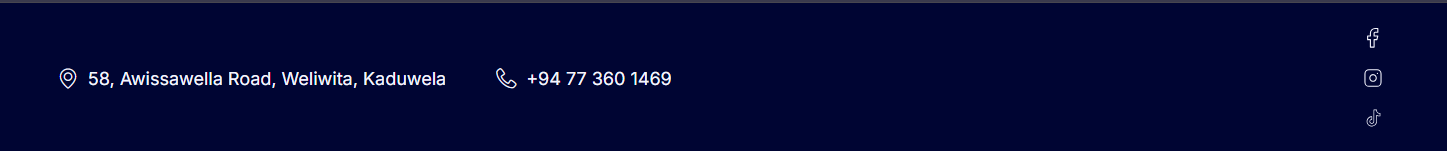 58, Awissawella Road, Weliwita, Kaduwela
+94 77 360 1469